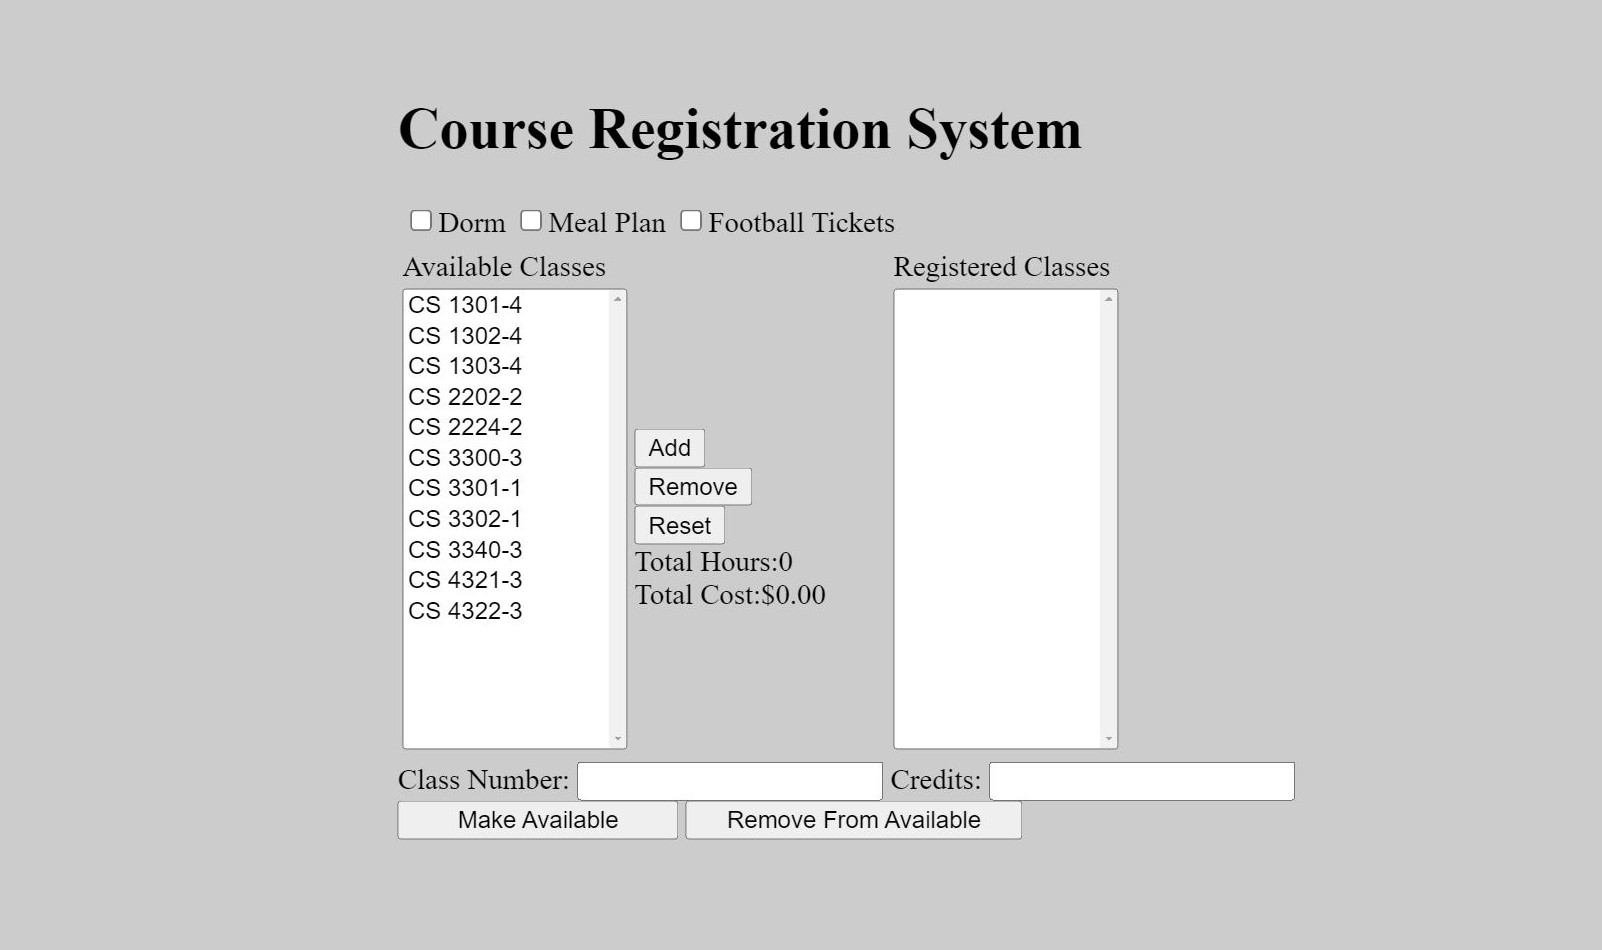 Course Registration System
Dorm Meal Plan Football Tickets
Available Classes
CS 1301-4
CS 1302-4
CS 1303-4
CS 2202-2
CS 2224-2
CS 3300-3
CS 3301-1
CS 3302-1
CS 3340-3
CS 4321-3
CS 4322-3
Add
Remove
Reset
Total Hours:0
Total Cost:$0.00
Registered Classes
Class Number: Credits:
Make Available Remove From Available